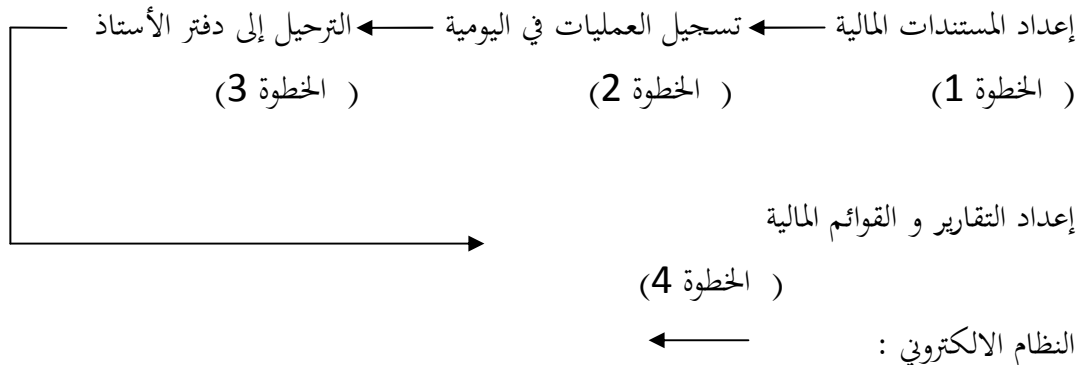 إعداد المستندات المالية تسجيل العمليات في اليومية الترحيل إلى دفتر الأستاذ
( الخطوة 1) ( الخطوة 2) ( الخطوة 3)
إعداد التقارير و القوائم المالية
( الخطوة 4)
النظام الالكتروني :